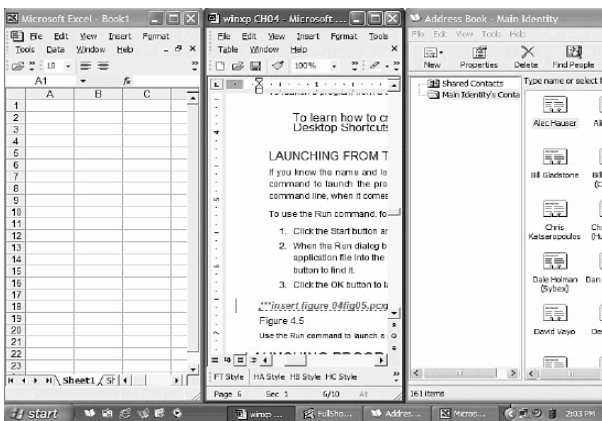 Microsoft Excel - Book1
File Edit View Insert Format
Tools Data Window Help
10
A1 fx
A B C
1
2
3
4
5
6
7
8
9
10
11
12
13
14
15
16
17
18
19
20
21
22
23
Sheet1
winxp CH04 - Microsoft ...
File Edit View Insert Format Tools
Table Window Help
100%
To learn how to cr
Desktop Shortcuts
LAUNCHING FROM T
If you know the name and lo
command to launch the pro
command line, when it comes
To use the Run command, fo
1. Click the Start button ar
2. When the Run dialog b
application file into the
button to find it.
3. Click the OK button to la
***insert figure 04fig05.pcx
Figure 4.5
Use the Run command to launch a
FT Style HA Style HB Style HC Style
Page 6 Sec 1 6/10 At
Address Book - Main Identity
File Edit View Tools Help
New Properties Delete Find People
Shared Contacts
Main Identity's Conta
Type name or select f
Alec Hauser
Bill Gladstone
Chris
Katsaropoulos
Dale Holman
(Sybex)
Dan
David Mayo
161 items
start
winxp ...
FullSho...
Addres...
Micros...
2:03 PM